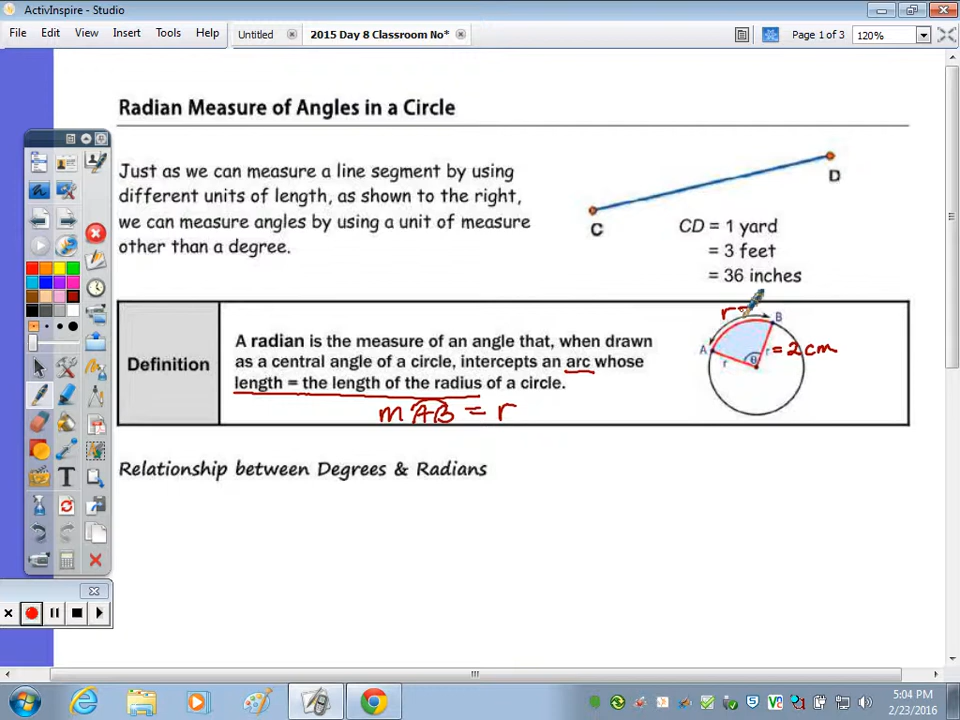 ActivInspire - Studio
File Edit View Insert Tools Help Untitled 2015 Day 8 Classroom No* Page 1 of 3 120%
Radian Measure of Angles in a Circle
Just as we can measure a line segment by using
different units of length, as shown to the right,
we can measure angles by using a unit of measure
other than a degree.
D
C
CD = 1 yard
= 3 feet
= 36 inches
Definition
A radian is the measure of an angle that, when drawn
as a central angle of a circle, intercepts an arc whose
length = the length of the radius of a circle.
m AB = r
r =
B
A
r = 2 cm
r
θ
Relationship between Degrees & Radians
5:04 PM
2/23/2016